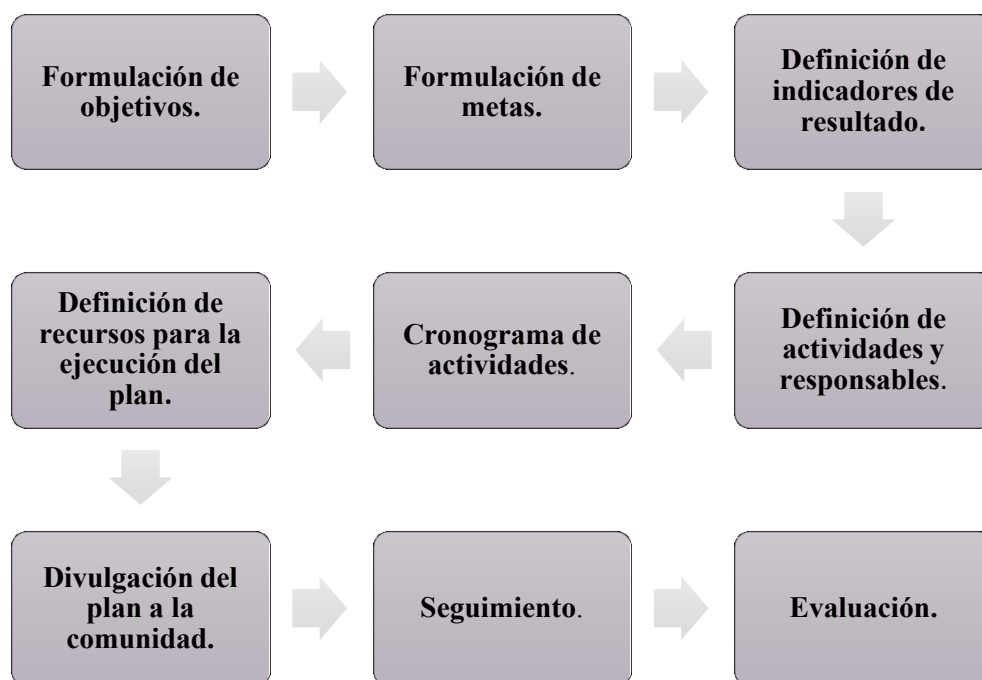 Formulación de
objetivos.
Formulación de
metas.
Definición de
indicadores de
resultado.
Definición de
actividades y
responsables.
Cronograma de
actividades.
Definición de
recursos para la
ejecución del
plan.
Divulgación del
plan a la
comunidad.
Seguimiento.
Evaluación.